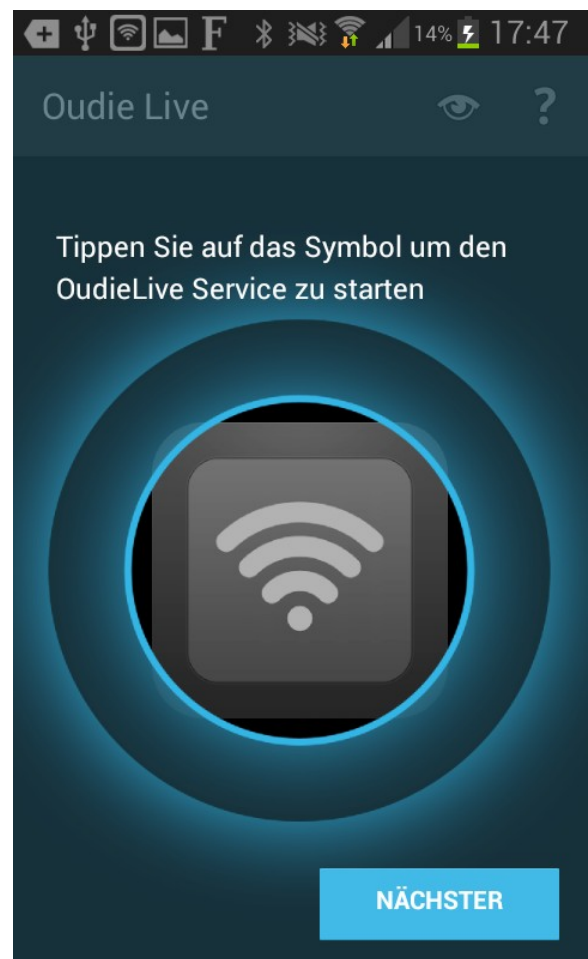 F 14% 17:47
Oudie Live ?
Tippen Sie auf das Symbol um den
OudieLive Service zu starten
NÄCHSTER